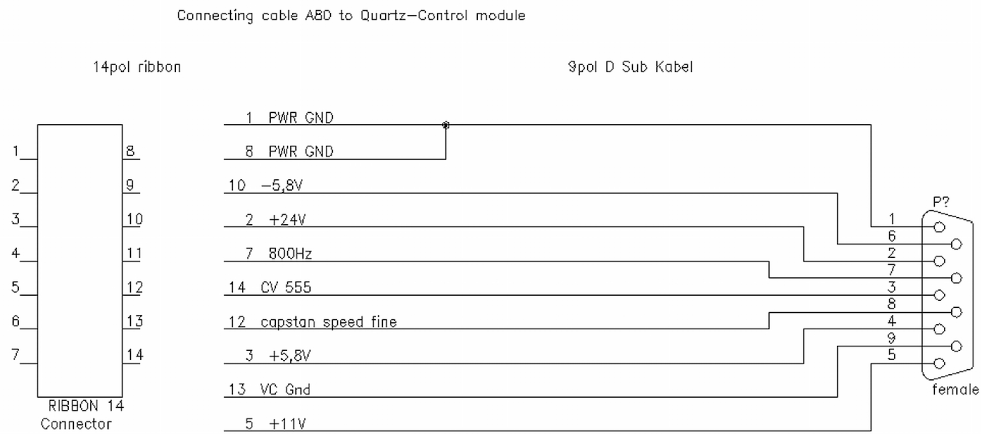 Connecting cable A80 to Quartz-Control module
14pol ribbon
9pol D Sub Kabel
1 PWR GND
1 8
8 PWR GND
2 9
10 -5,8V
P?
3 10
2 +24V
1
6
4 11
7 800Hz
2
7
5 12
14 CV 555
3
8
6 13
12 capstan speed fine
4
9
7 14
3 +5,8V
5
13 VC Gnd
female
RIBBON 14
Connector
5 +11V